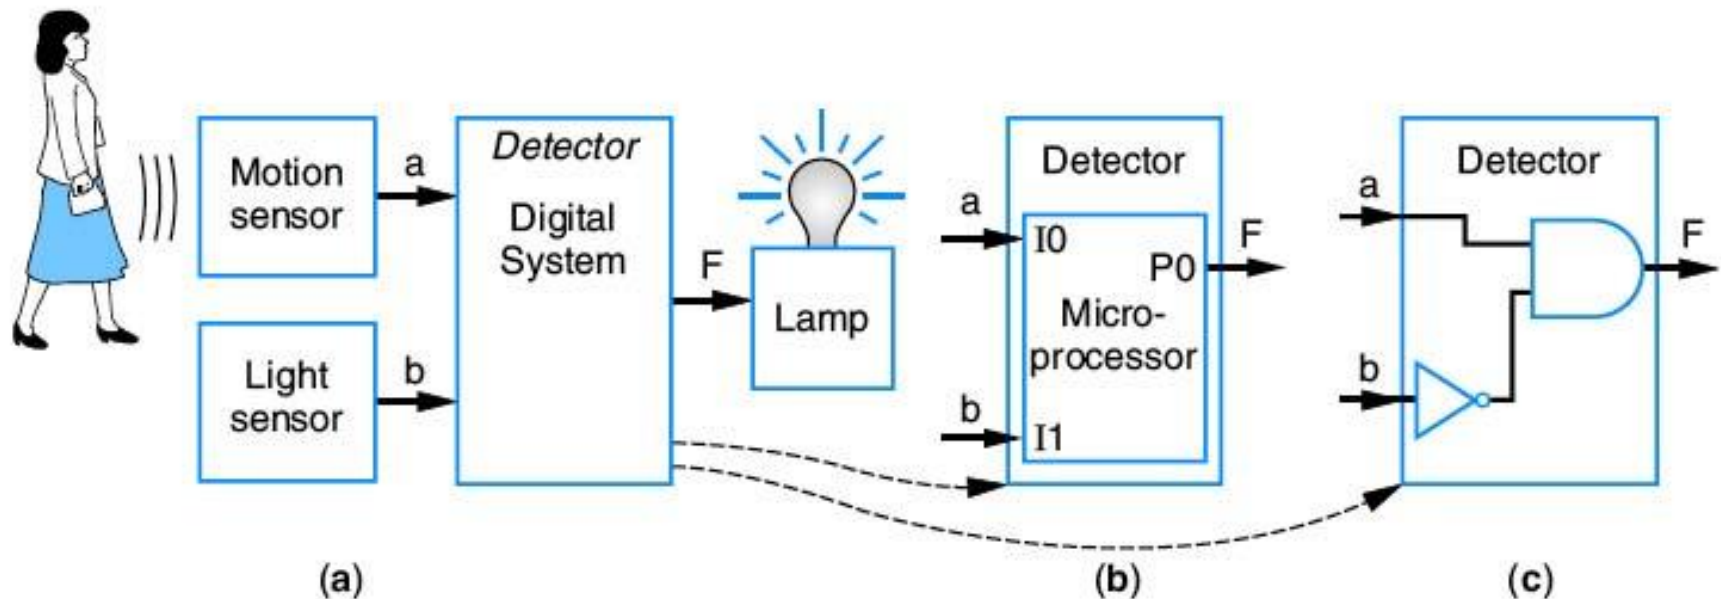 Motion
sensor
a
Light
sensor
b
Detector
Digital
System
F
Lamp
(a)
Detector
a
I0
P0
F
Micro-
processor
b
I1
(b)
Detector
a
F
b
(c)